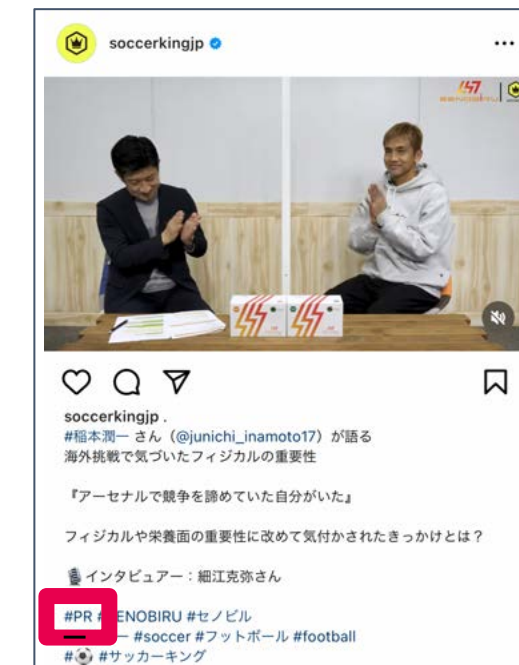 soccerkingjp
soccerkingjp .
#稲本潤一 さん（@junichi_inamoto17）が語る
海外挑戦で気づいたフィジカルの重要性
『アーセナルで競争を諦めていた自分がいた』
フィジカルや栄養面の重要性に改めて気付かされたきっかけとは？
インタビュアー：細江克弥さん
#PR #ENOBIRU #セノビル
ー #soccer #フットボール #football
#⚽ #サッカーキング